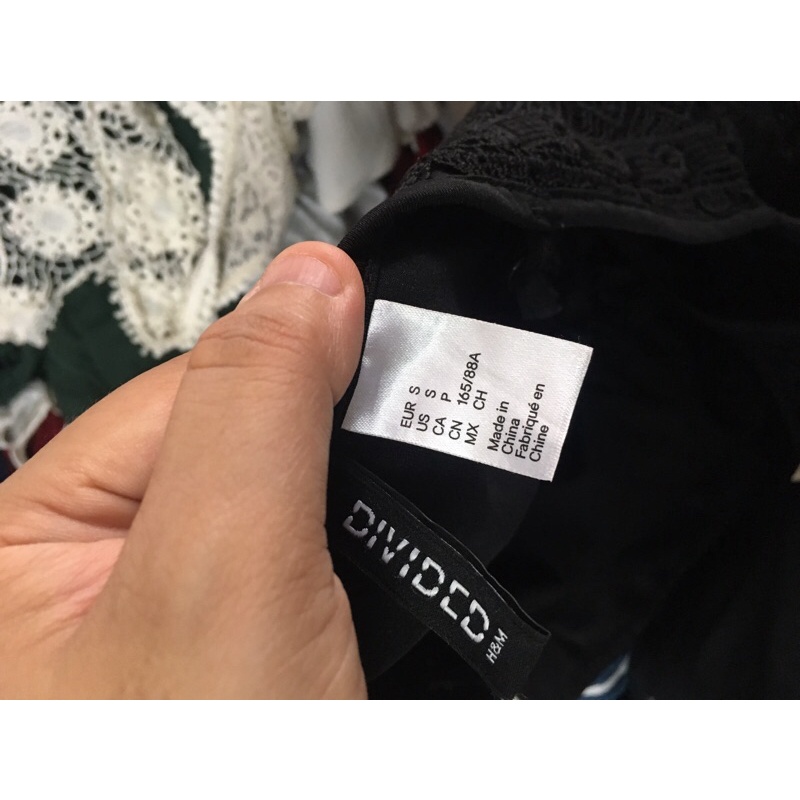 EUR S
US S
CA P
CN 165/88A
MX CH
Made in
China
Fabriqué en
Chine
DIVIDED
H&M